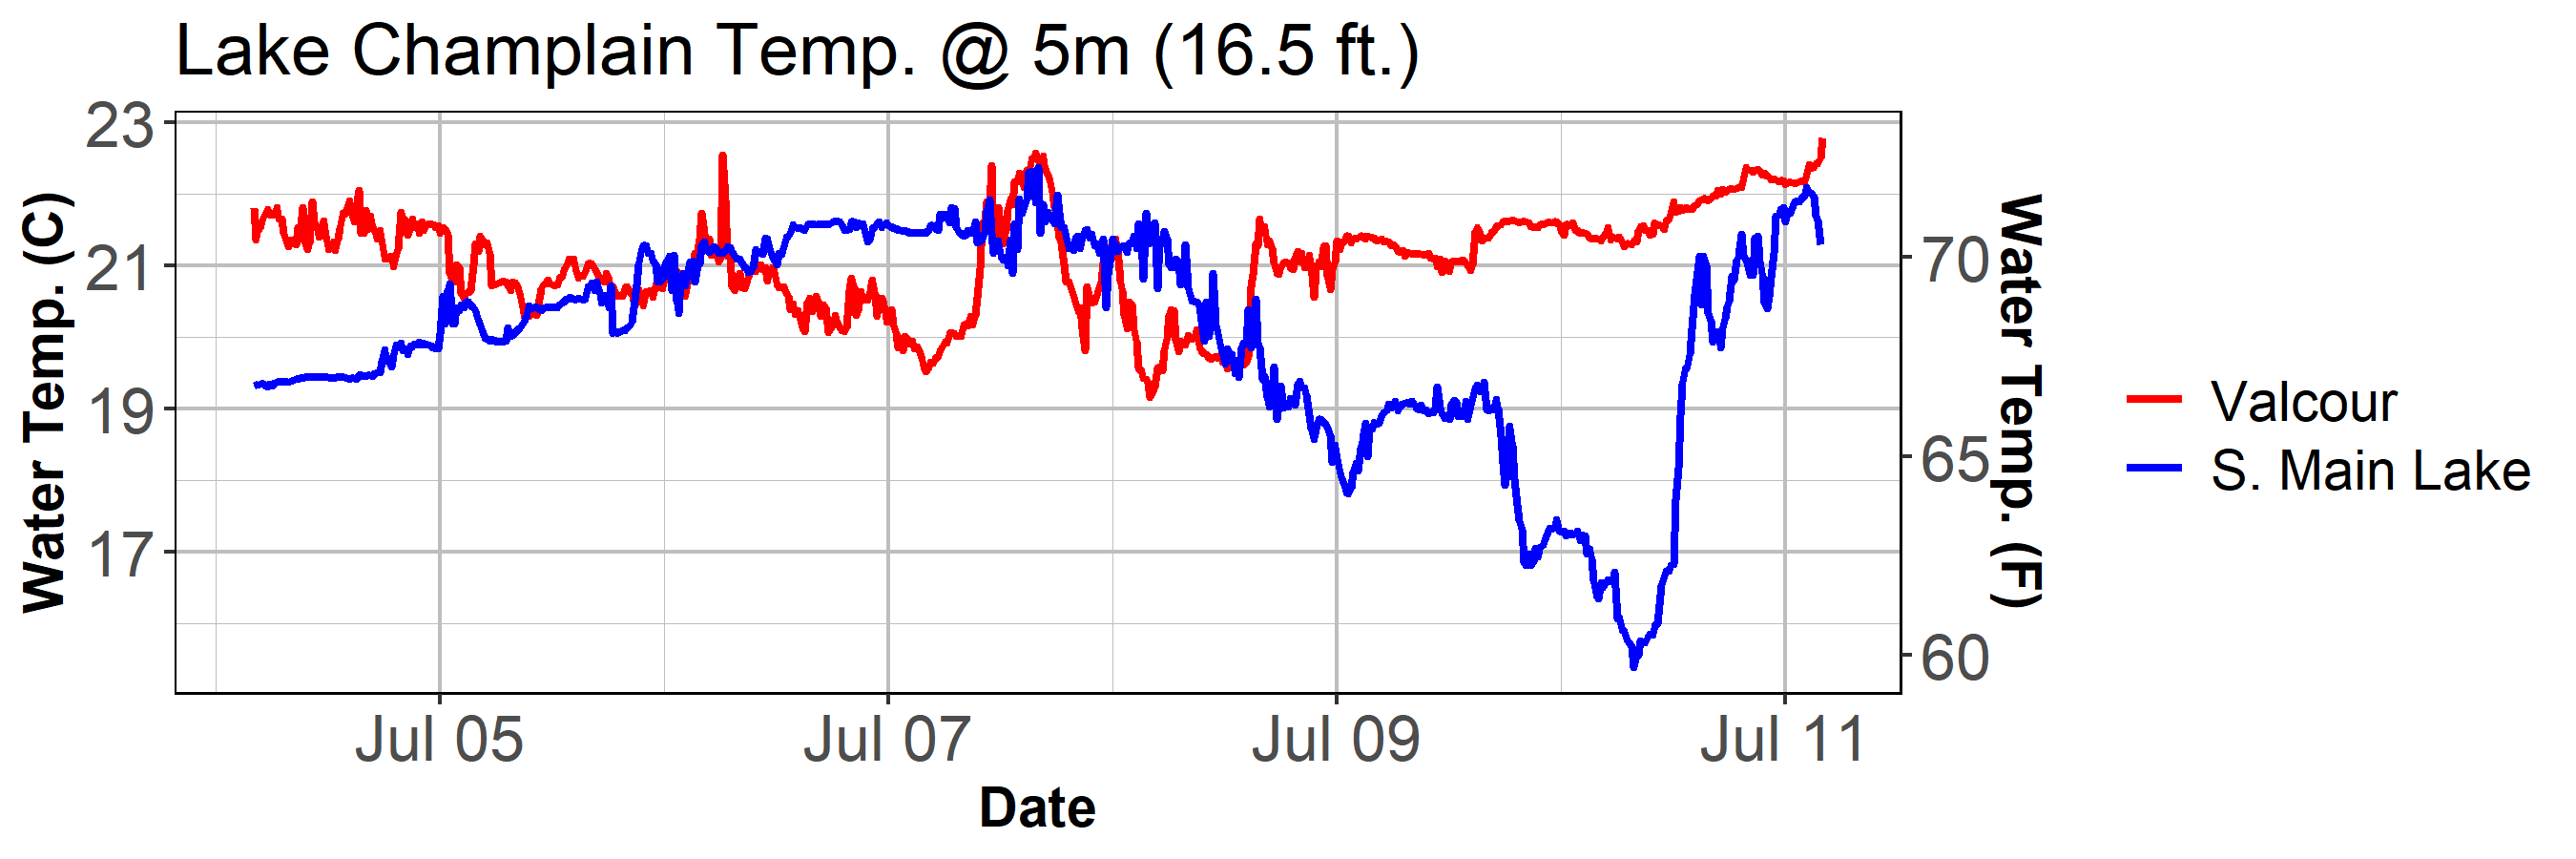 Lake Champlain Temp. @ 5m (16.5 ft.)
Water Temp. (C)
23
21
19
17
Jul 05
Jul 07
Jul 09
Jul 11
Date
70
65
60
Water Temp. (F)
Valcour
S. Main Lake